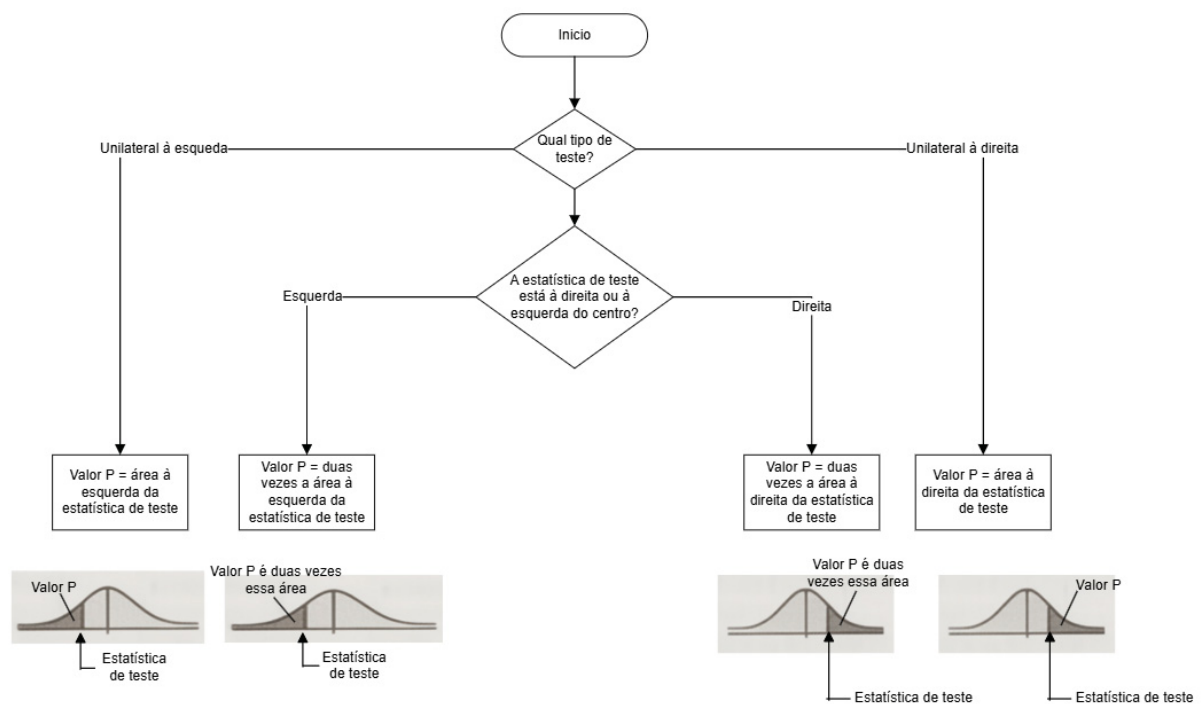 Inicio
Qual tipo de
teste?
Unilateral à esqueda
Unilateral à direita
A estatística de teste
está à direita ou à
esquerda do centro?
Esquerda
Direita
Valor P = área à
esquerda da
estatística de teste
Valor P = duas
vezes a área à
esquerda da
estatística de teste
Valor P = duas
vezes a área à
direita da estatística
de teste
Valor P = área à
direita da estatística
de teste
Valor P
Estatística
de teste
Valor P é duas vezes
essa área
Estatística
de teste
Valor P é duas
vezes essa área
Estatística de teste
Valor P
Estatística de teste